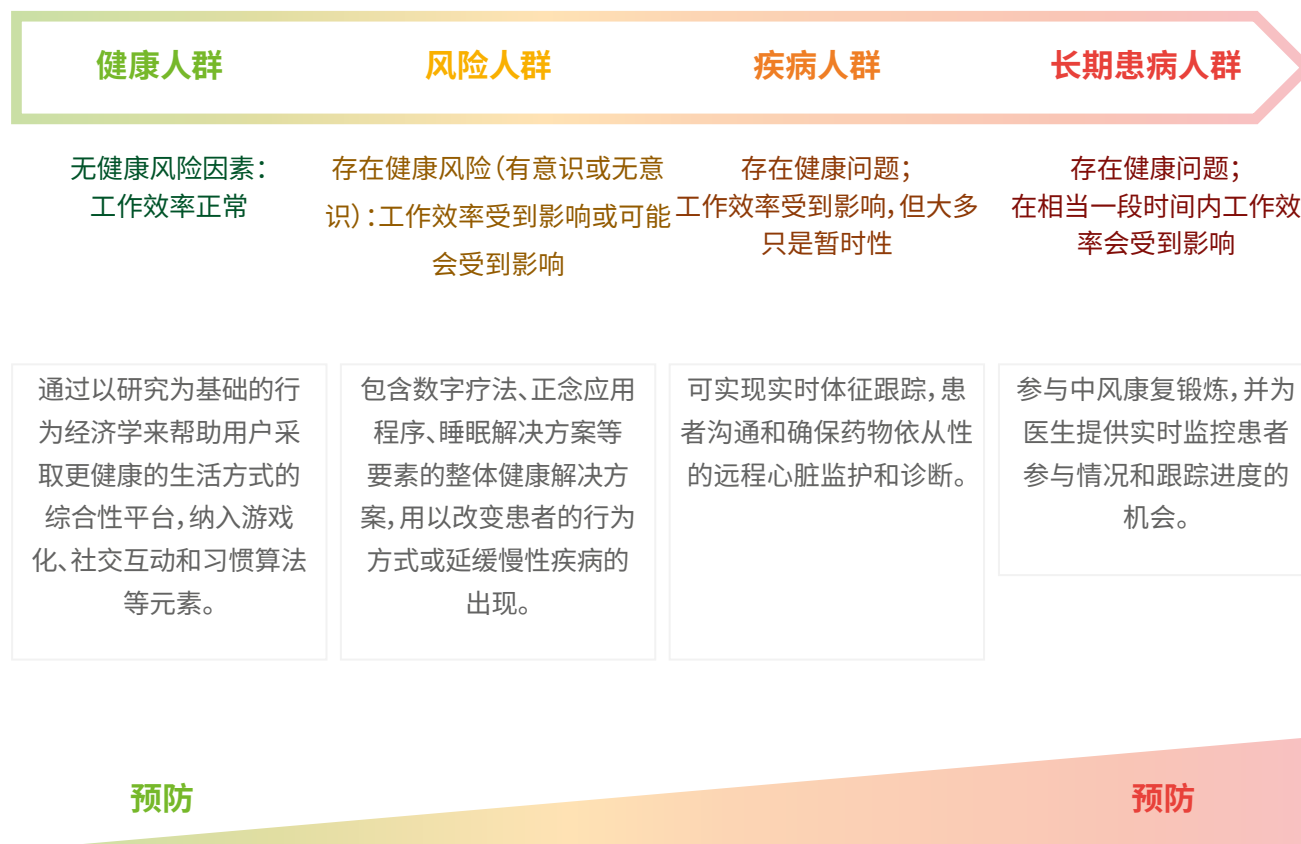 健康人群
风险人群
疾病人群
长期患病人群
无健康风险因素：
工作效率正常
存在健康风险（有意识或无意
识）：工作效率受到影响或可能
会受到影响
存在健康问题；
工作效率受到影响，但大多
只是暂时性
存在健康问题；
在相当一段时间内工作效
率会受到影响
通过以研究为基础的行
为经济学来帮助用户采
取更健康的生活方式的
综合性平台，纳入游戏
化、社交互动和习惯算法
等元素。
包含数字疗法、正念应用
程序、睡眠解决方案等
要素的整体健康解决方
案，用以改变患者的行为
方式或延缓慢性疾病的
出现。
可实现实时体征跟踪，患
者沟通和确保药物依从性
的远程心脏监护和诊断。
参与中风康复锻炼，并为
医生提供实时监控患者
参与情况和跟踪进度的
机会。
预防
预防